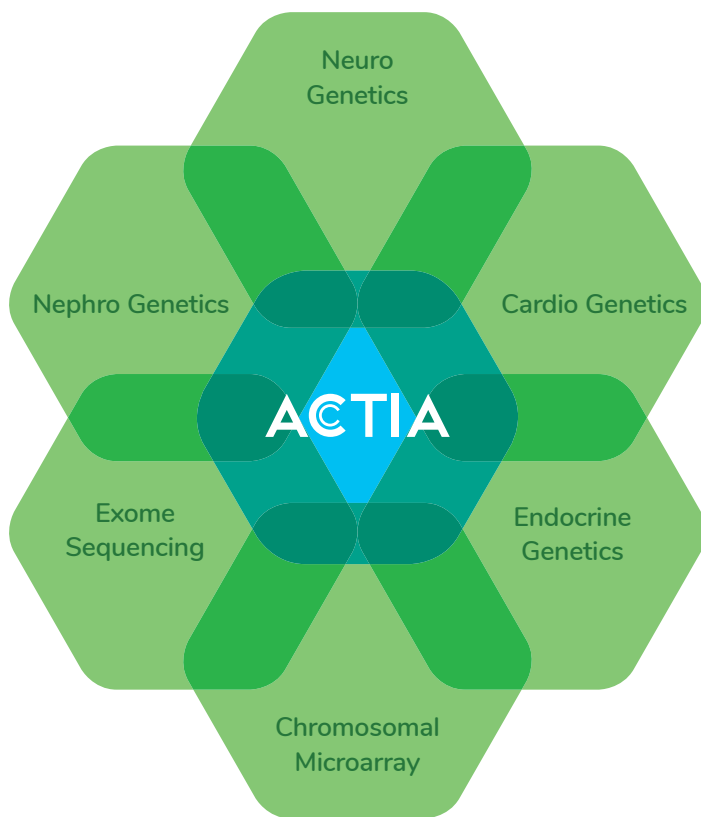 Neuro
Genetics
Nephro Genetics
Cardio Genetics
ACTIA
Exome
Sequencing
Endocrine
Genetics
Chromosomal
Microarray